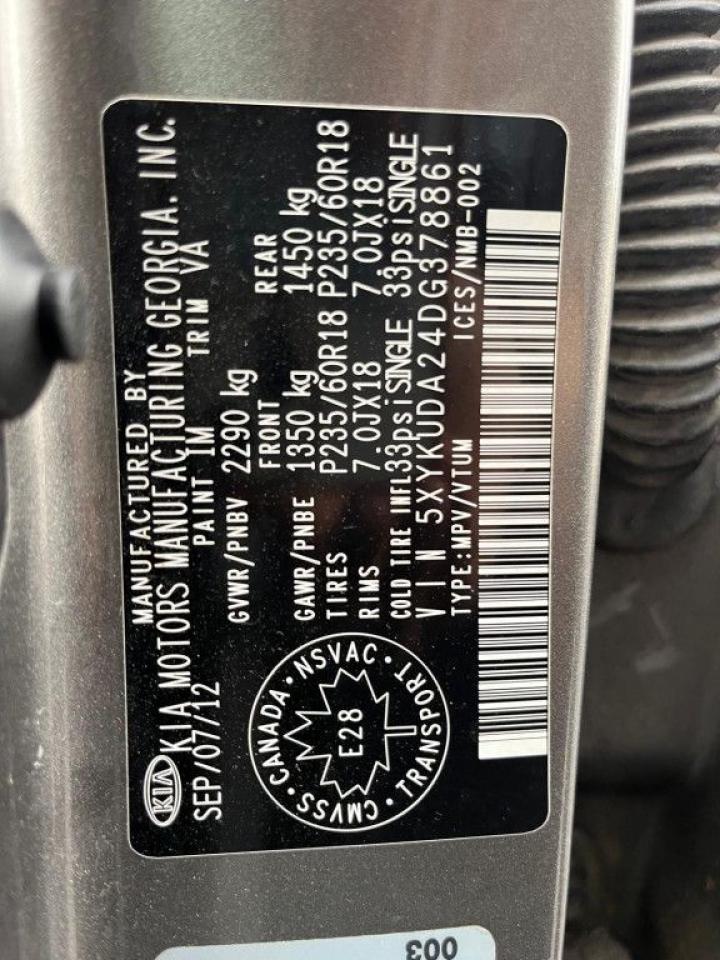 MANUFACTURED BY
KIA KIA MOTORS MANUFACTURING GEORGIA. INC.
SEP/07/12 PAINT 1M TRIM VA
GVWR/PNBV 2290 kg
FRONT REAR
GAWR/PNBE 1350 kg 1450 kg
TIRES P235/60R18 P235/60R18
RIMS 7.0JX18 7.0JX18
COLD TIRE INFL33psiSINGLE 33psiSINGLE
VIN 5XYKUDA24DG378861
TYPE:MPV/VTUM ICES/NMB-002
CANADA·NSVAC·TRANSPORT·CMVSS·
E28
003